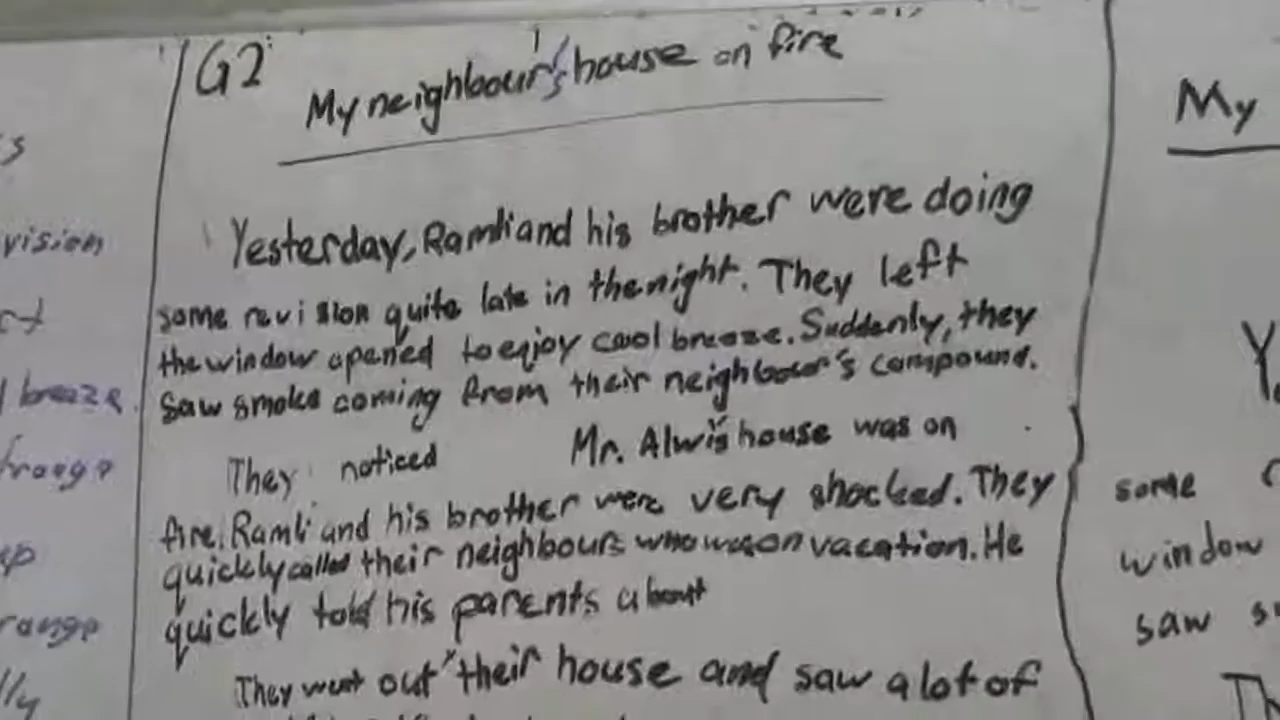 G2
My neighbour's house on fire
Yesterday, Ramli and his brother were doing
some revision quite late in the night. They left
the window opened to enjoy cool breeze. Suddenly, they
saw smoke coming from their neighbour's compound.
They noticed Mr. Alwi's house was on
fire. Ramli and his brother were very shocked. They
quickly called their neighbours who was on vacation. He
quickly told his parents about
They went out their house and saw a lot of
s
vision
breeze
My
some
window
saw